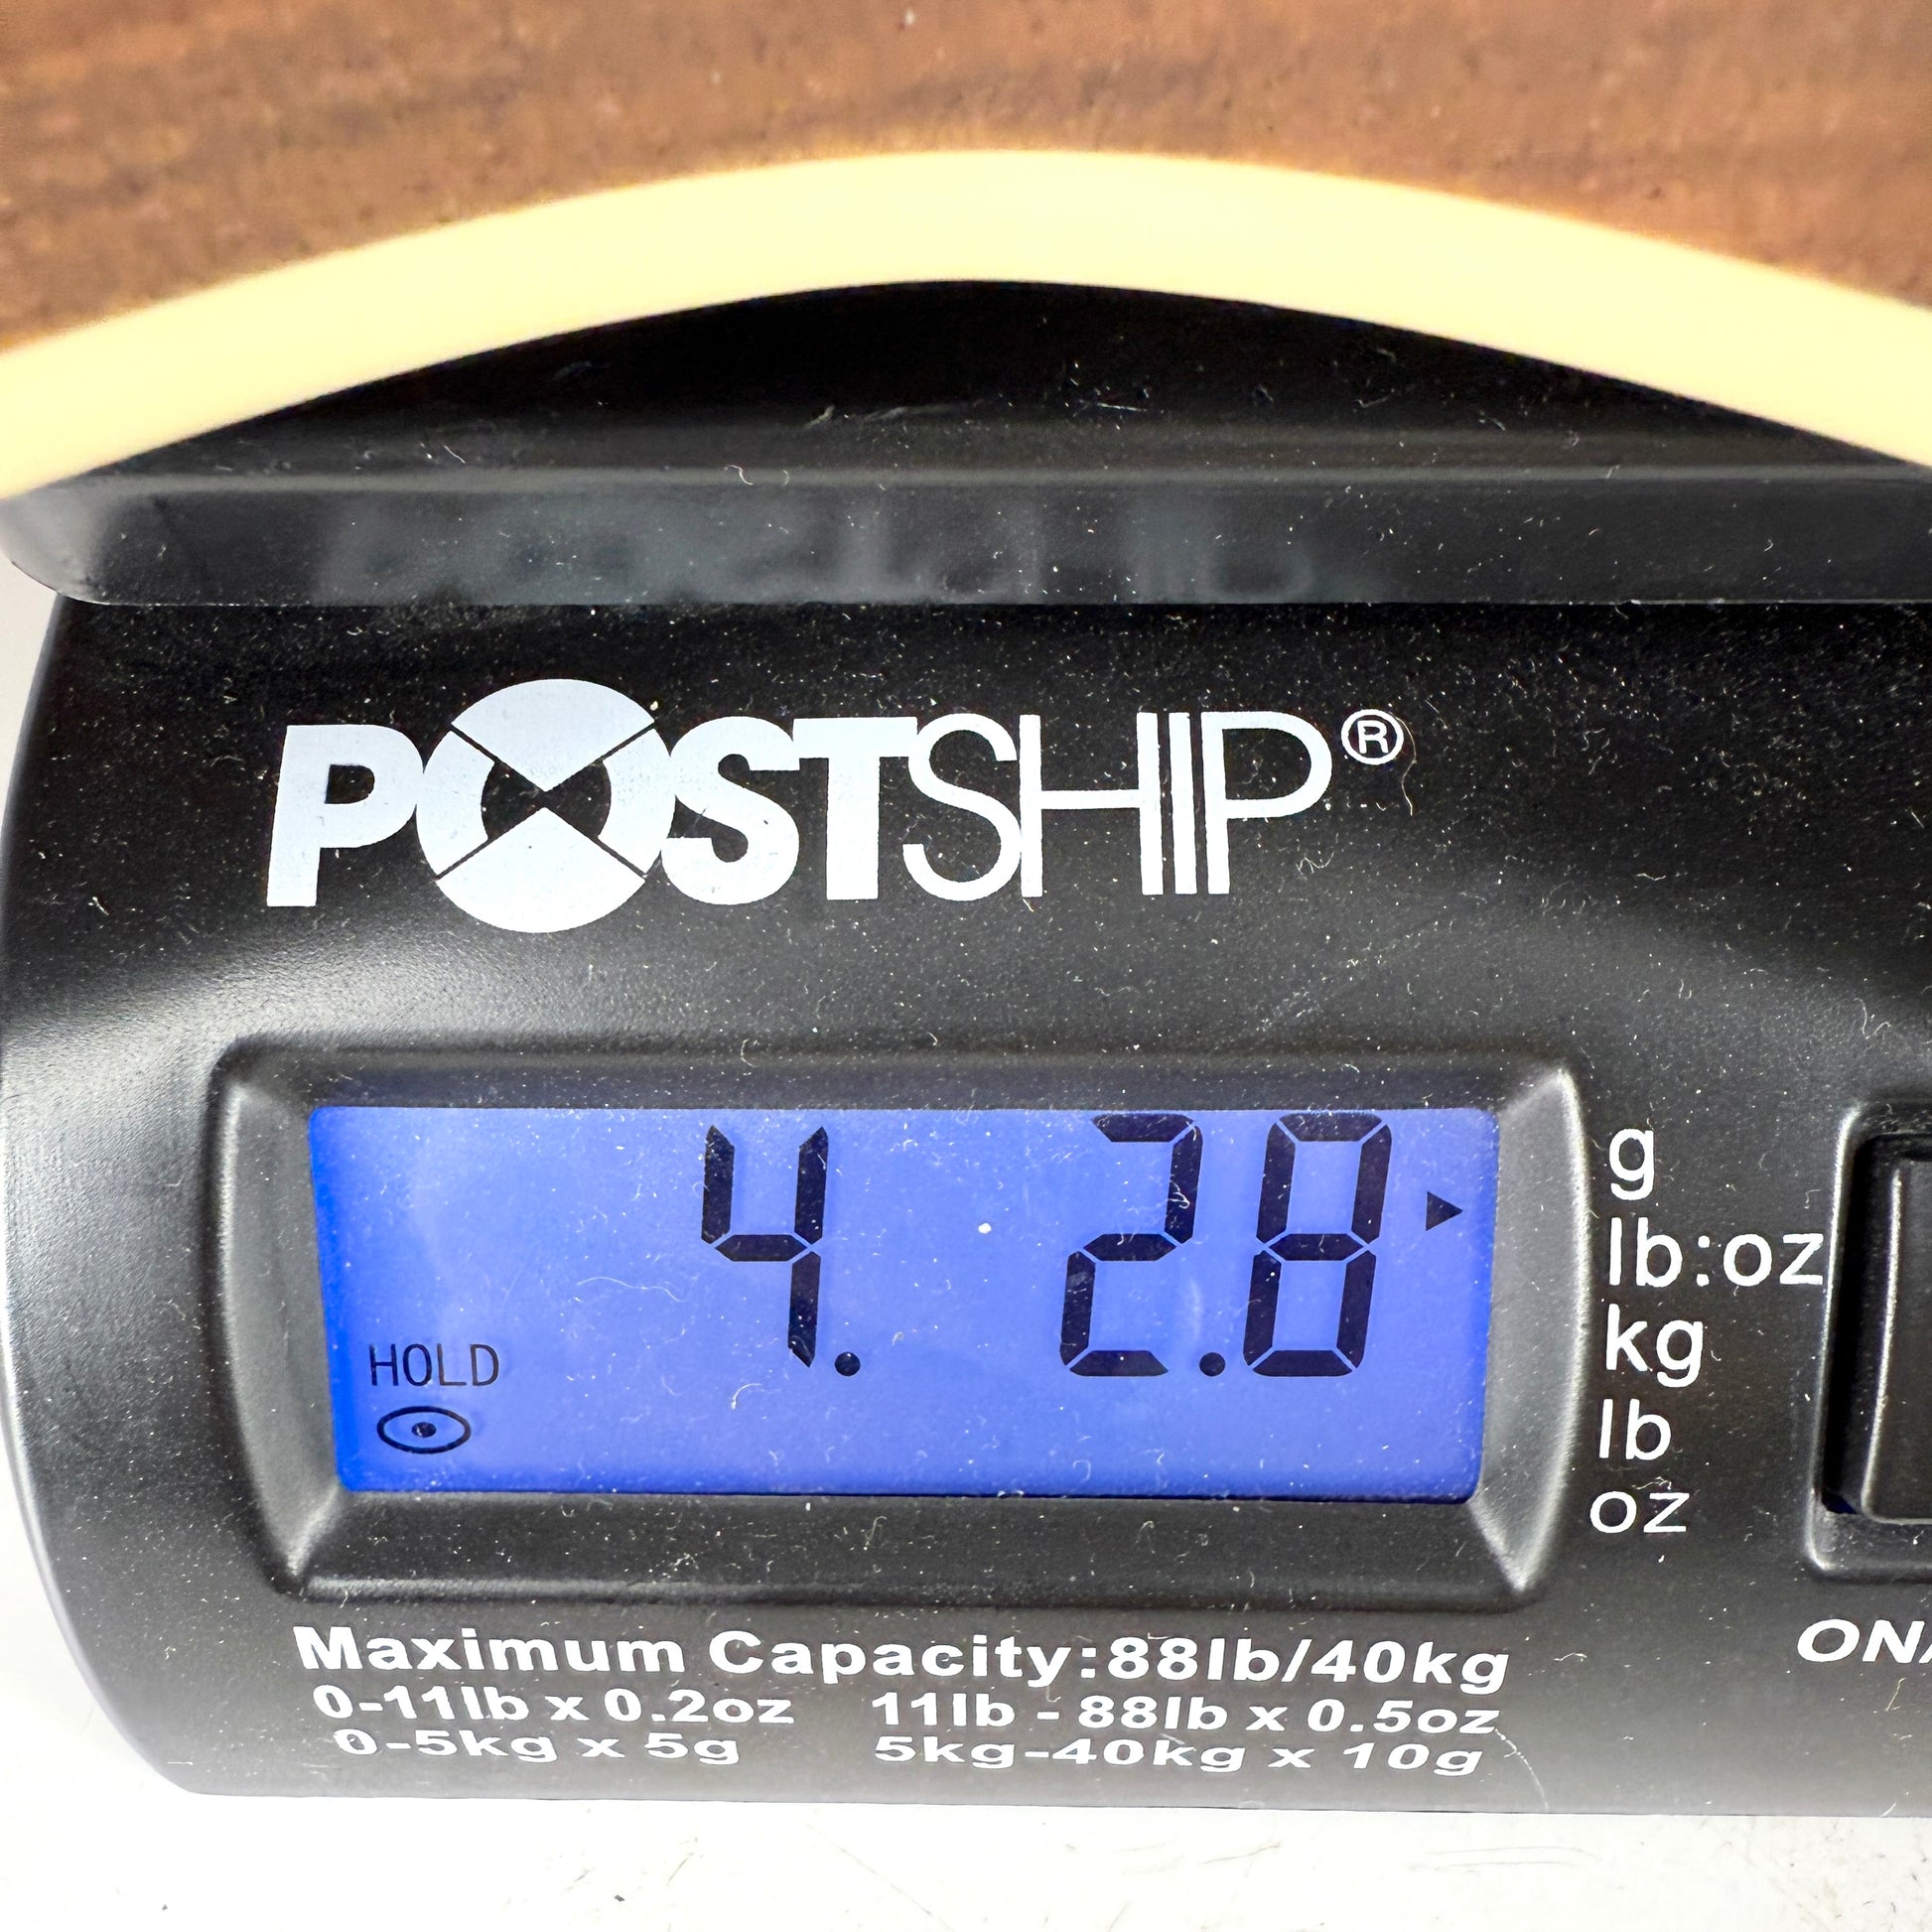 POSTSHIP®
4. 2.8
HOLD
g
lb:oz
kg
lb
oz
Maximum Capacity:88lb/40kg
0-11lb x 0.2oz 11lb - 88lb x 0.5oz
0-5kg x 5g 5kg-40kg x 10g
ON/